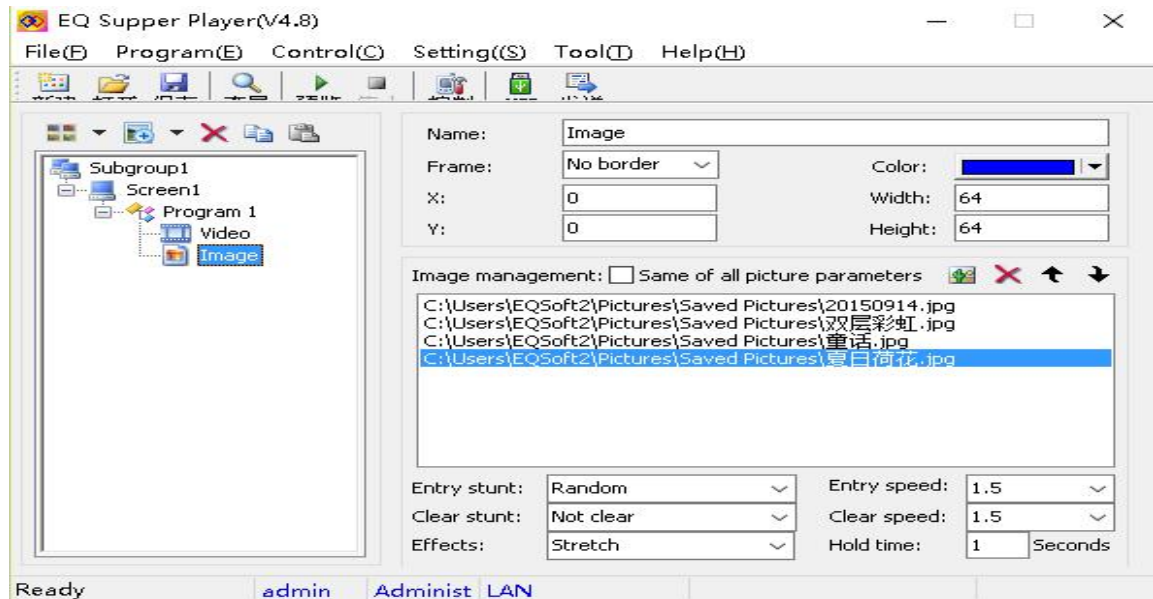 EQ Supper Player(V4.8)
File(F) Program(E) Control(C) Setting((S) Tool(T) Help(H)
Name: Image
Subgroup1
Frame: No border Color:
Screen1
X: 0 Width: 64
Program 1
Y: 0 Height: 64
Video
Image
Image management: Same of all picture parameters
C:\Users\EQSoft2\Pictures\Saved Pictures\20150914.jpg
C:\Users\EQSoft2\Pictures\Saved Pictures\双层彩虹.jpg
C:\Users\EQSoft2\Pictures\Saved Pictures\童话.jpg
C:\Users\EQSoft2\Pictures\Saved Pictures\夏日荷花.jpg
Entry stunt: Random Entry speed: 1.5
Clear stunt: Not clear Clear speed: 1.5
Effects: Stretch Hold time: 1 Seconds
Ready admin Administ LAN